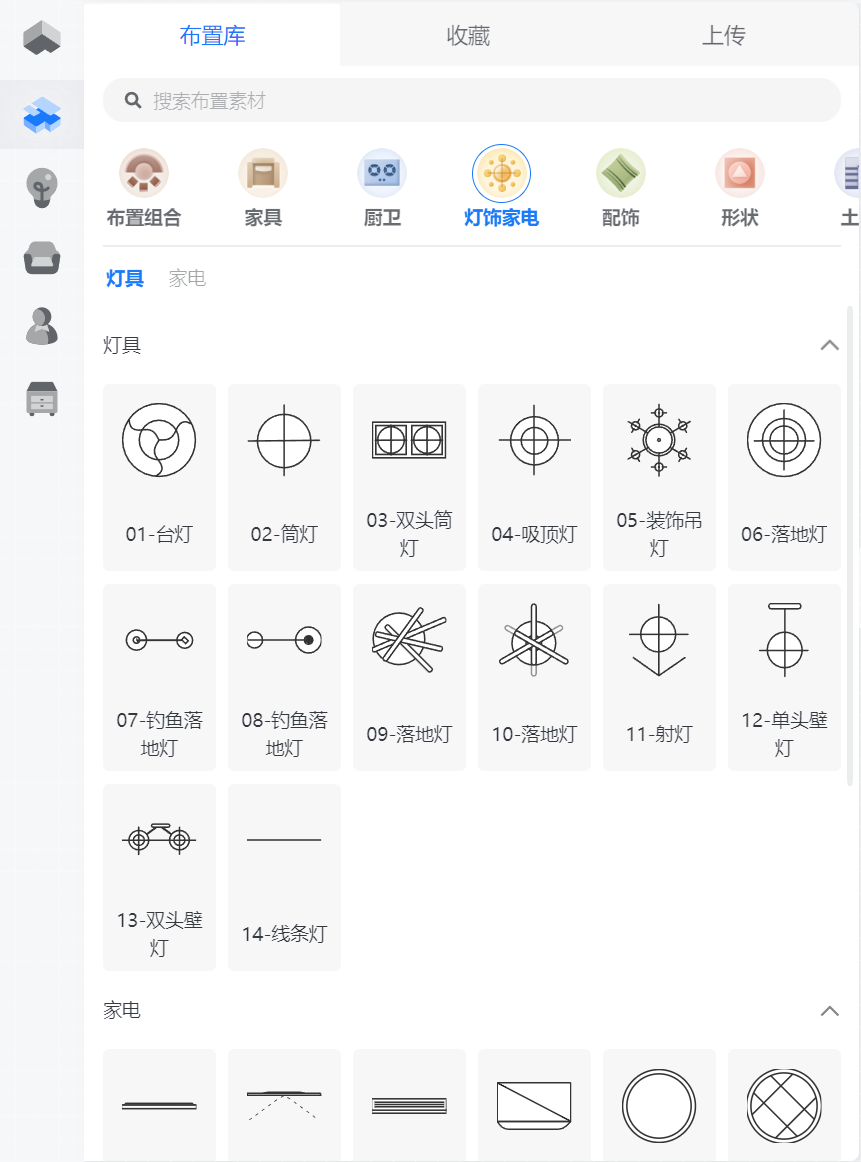 布置库 收藏 上传
搜索布置素材
布置组合 家具 厨卫 灯饰家电 配饰 形状 土
灯具 家电
灯具
01-台灯 02-筒灯 03-双头筒灯 04-吸顶灯 05-装饰吊灯 06-落地灯
07-钓鱼落地灯 08-钓鱼落地灯 09-落地灯 10-落地灯 11-射灯 12-单头壁灯
13-双头壁灯 14-线条灯
家电